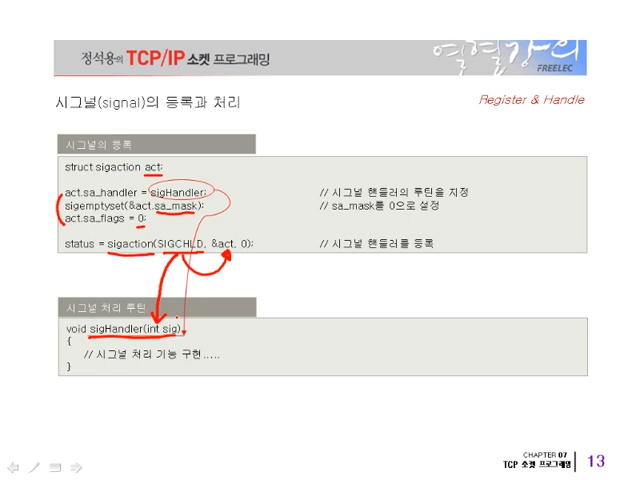 정석용의 TCP/IP 소켓 프로그래밍
열혈강의
FREELEC
시그널(signal)의 등록과 처리
Register & Handle
시그널의 등록
struct sigaction act;
act.sa_handler = sigHandler; // 시그널 핸들러의 루틴을 지정
sigemptyset(&act.sa_mask); // sa_mask를 0으로 설정
act.sa_flags = 0;
status = sigaction(SIGCHLD, &act, 0); // 시그널 핸들러를 등록
시그널 처리 루틴
void sigHandler(int sig)
{
// 시그널 처리 기능 구현.....
}
CHAPTER 07
TCP 소켓 프로그래밍
13